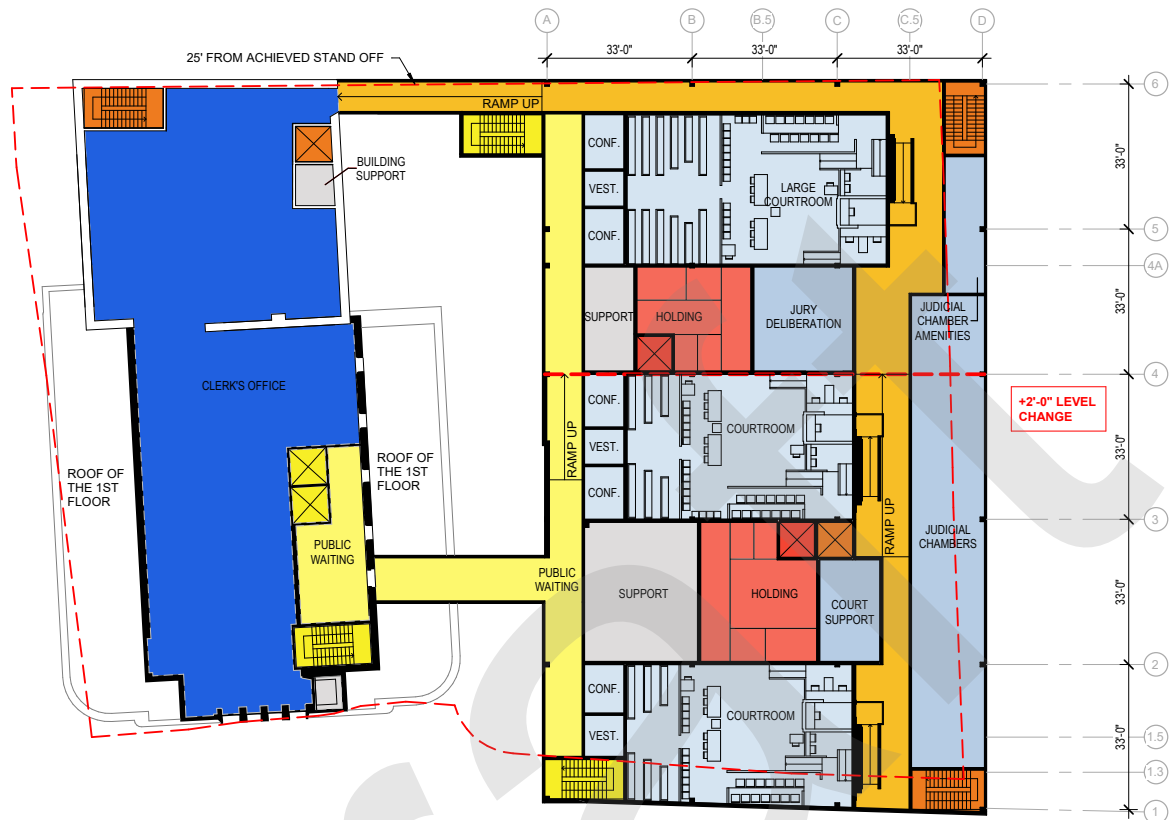 A
B
B.5
C
C.5
D
33'-0"
33'-0"
33'-0"
25' FROM ACHIEVED STAND OFF
6
RAMP UP
CONF.
BUILDING
SUPPORT
33'-0"
VEST.
LARGE
COURTROOM
CONF.
5
4A
33'-0"
SUPPORT
HOLDING
JURY
DELIBERATION
JUDICIAL
CHAMBER
AMENITIES
4
CLERK'S OFFICE
+2'-0" LEVEL
CHANGE
CONF.
COURTROOM
RAMP UP
VEST.
33'-0"
ROOF OF
THE 1ST
FLOOR
ROOF OF
THE 1ST
FLOOR
CONF.
3
RAMP UP
JUDICIAL
CHAMBERS
PUBLIC
WAITING
PUBLIC
WAITING
SUPPORT
HOLDING
COURT
SUPPORT
33'-0"
2
CONF.
COURTROOM
VEST.
33'-0"
1.5
1.3
1